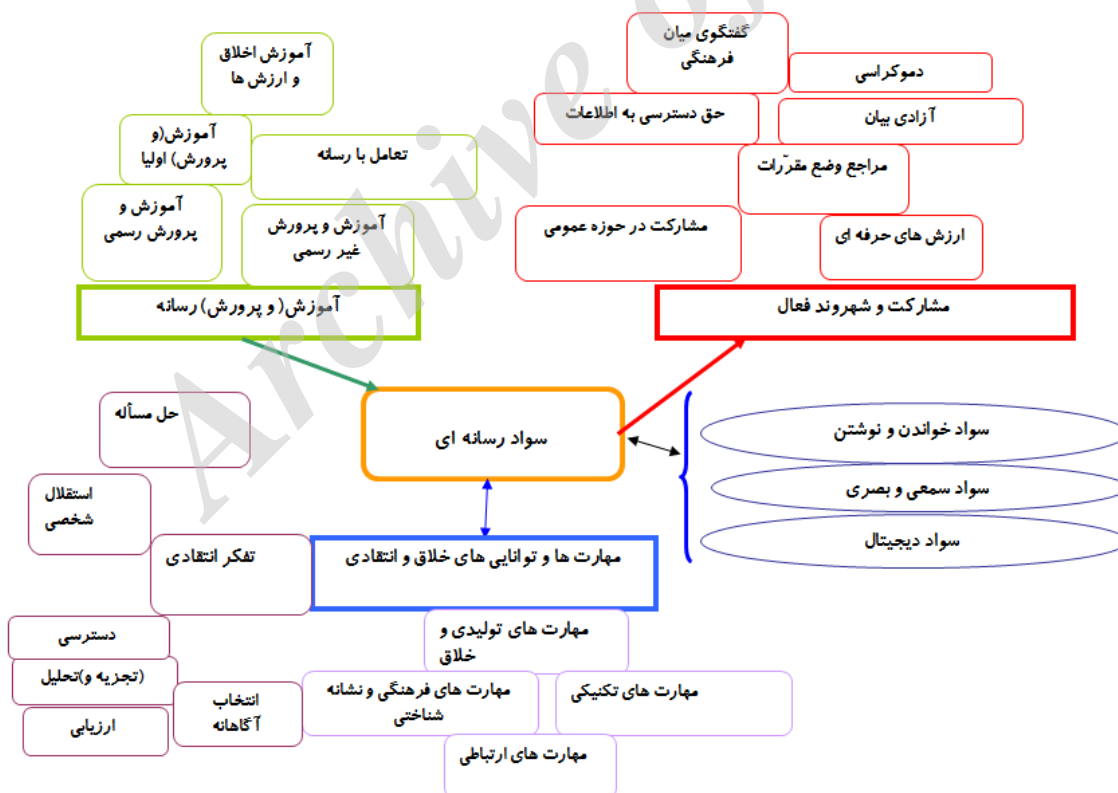 گفتگوی میان
فرهنگی
دموکراسی
حق دسترسی به اطلاعات
آزادی بیان
مراجع وضع مقرّرات
مشارکت در حوزه عمومی
ارزش های حرفه ای
مشارکت و شهروند فعال
آموزش اخلاق
و ارزش ها
آموزش(و
پرورش) اولیا
تعامل با رسانه
آموزش و
پرورش رسمی
آموزش و پرورش
غیر رسمی
آموزش( و پرورش) رسانه
سواد رسانه ای
سواد خواندن و نوشتن
سواد سمعی و بصری
سواد دیجیتال
حل مسأله
استقلال
شخصی
تفکر انتقادی
مهارت ها و توانایی های خلاق و انتقادی
دسترسی
(تجزیه و)تحلیل
ارزیابی
انتخاب
آگاهانه
مهارت های تولیدی و
خلاق
مهارت های فرهنگی و نشانه
شناختی
مهارت های تکنیکی
مهارت های ارتباطی
Archive of